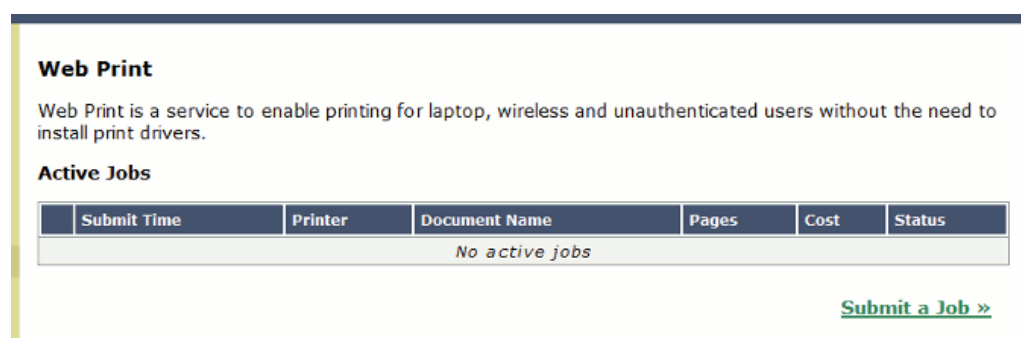 Web Print
Web Print is a service to enable printing for laptop, wireless and unauthenticated users without the need to
install print drivers.
Active Jobs
Submit Time Printer Document Name Pages Cost Status
No active jobs
Submit a Job »